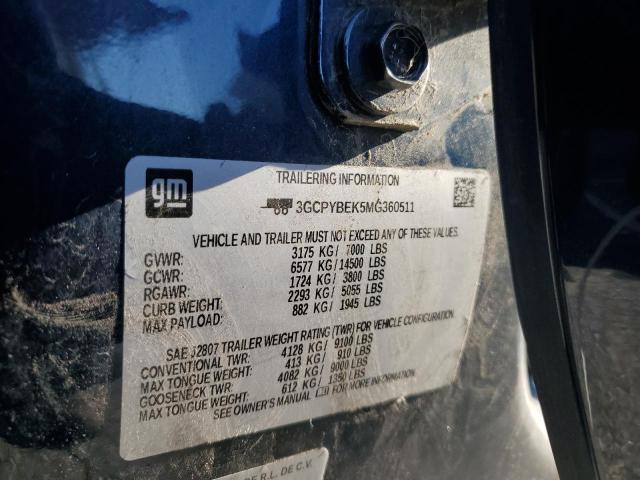 gm
TRAILERING INFORMATION
3GCPYBEK5MG360511
VEHICLE AND TRAILER MUST NOT EXCEED ANY OF THESE VALUES.
GVWR: 3175 KG/ 7000 LBS
GCWR: 6577 KG/ 14500 LBS
RGAWR: 1724 KG/ 3800 LBS
CURB WEIGHT: 2293 KG/ 5055 LBS
MAX PAYLOAD: 882 KG/ 1945 LBS
SAE J2807 TRAILER WEIGHT RATING (TWR) FOR VEHICLE CONFIGURATION.
CONVENTIONAL TWR: 4128 KG/ 9100 LBS
MAX TONGUE WEIGHT: 413 KG/ 910 LBS
GOOSENECK TWR: 4082 KG/ 9000 LBS
MAX TONGUE WEIGHT: 612 KG/ 1350 LBS
SEE OWNER'S MANUAL
DE R.L. DE C.V.